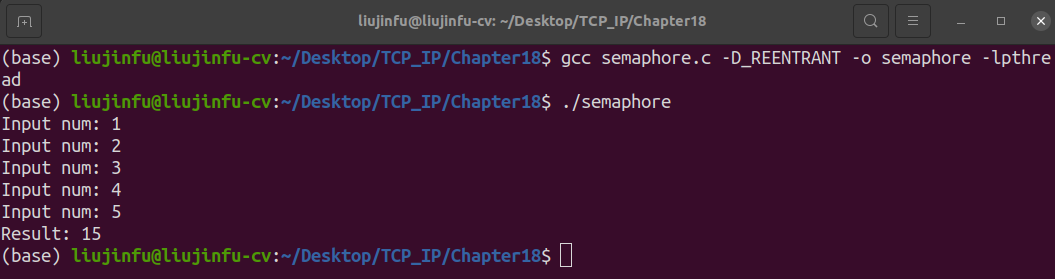 liujinfu@liujinfu-cv: ~/Desktop/TCP_IP/Chapter18
(base) liujinfu@liujinfu-cv:~/Desktop/TCP_IP/Chapter18$ gcc semaphore.c -D_REENTRANT -o semaphore -lpthre
ad
(base) liujinfu@liujinfu-cv:~/Desktop/TCP_IP/Chapter18$ ./semaphore
Input num: 1
Input num: 2
Input num: 3
Input num: 4
Input num: 5
Result: 15
(base) liujinfu@liujinfu-cv:~/Desktop/TCP_IP/Chapter18$